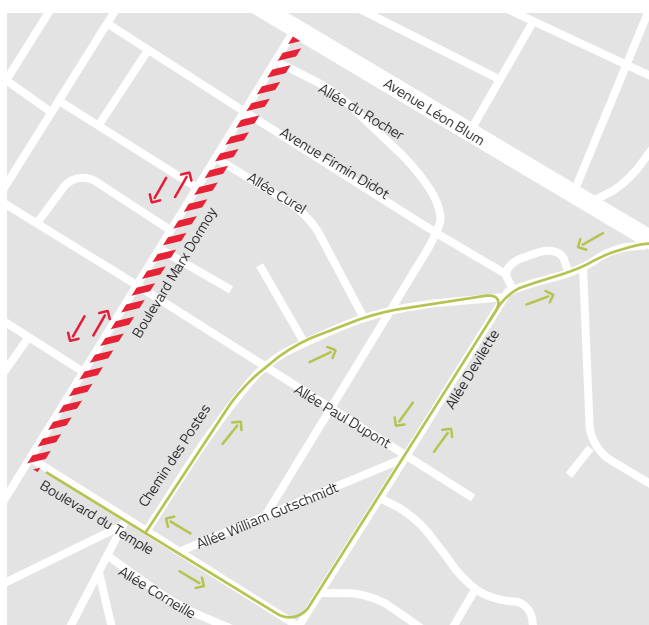 Avenue Léon Blum
Allée du Rocher
Avenue Firmin Didot
Allée Curel
Boulevard Marx Dormoy
Allée Devilette
Allée Paul Dupont
Chemin des Postes
Allée William Gutschmidt
Boulevard du Temple
Allée Corneille